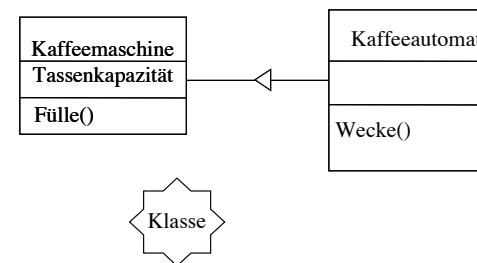 Kaffeemaschine
Tassenkapazität
Fülle()
Kaffeeautomat
Wecke()
Klasse